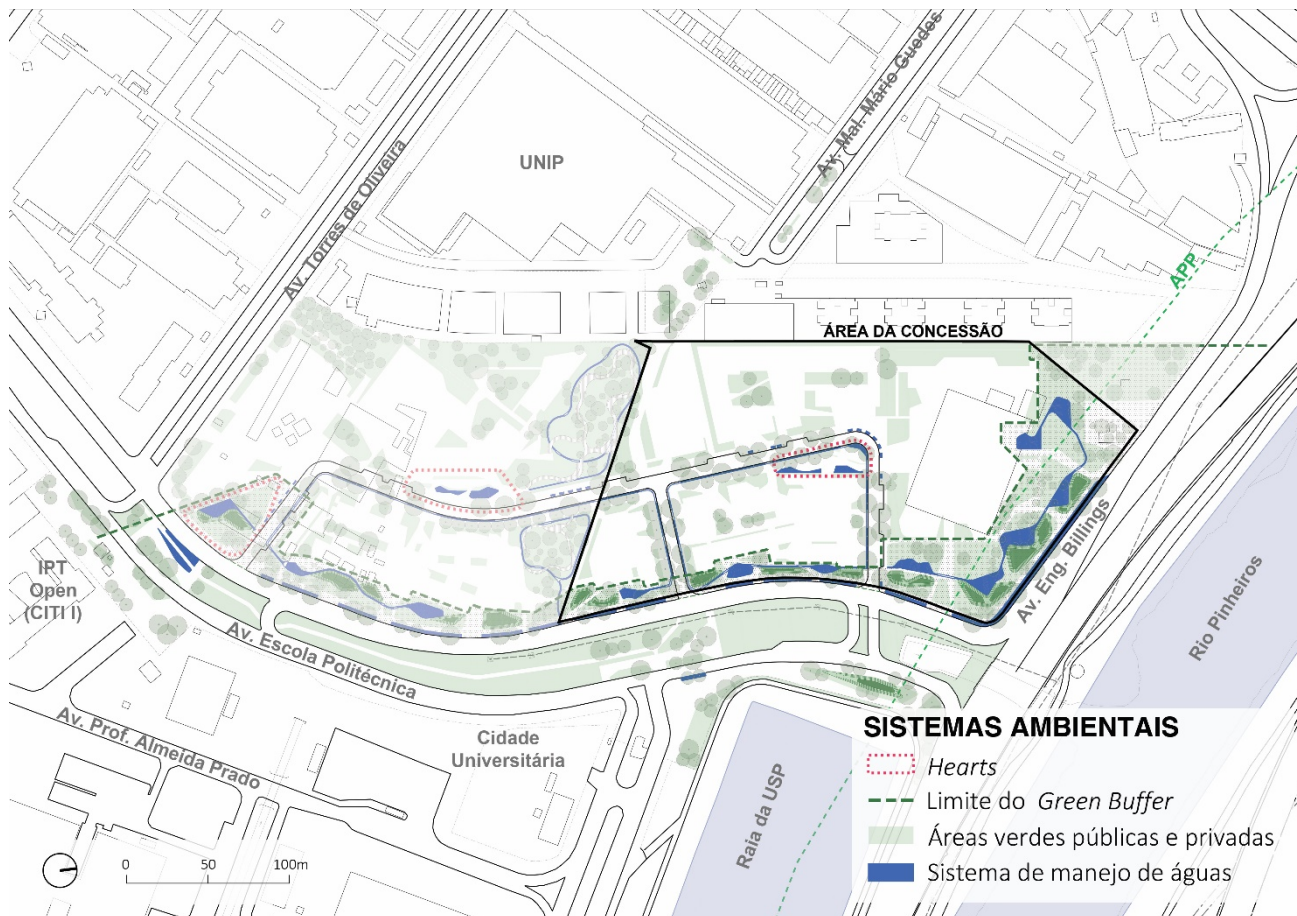 UNIP
Av. Mal. Mário Guedes
Av. Torres de Oliveira
APP
ÁREA DA CONCESSÃO
IPT
Open
(CITI I)
Av. Eng. Billings
Rio Pinheiros
Av. Escola Politécnica
Av. Prof. Almeida Prado
Cidade
Universitária
Raia da USP
0 50 100m
SISTEMAS AMBIENTAIS
Hearts
Limite do Green Buffer
Áreas verdes públicas e privadas
Sistema de manejo de águas